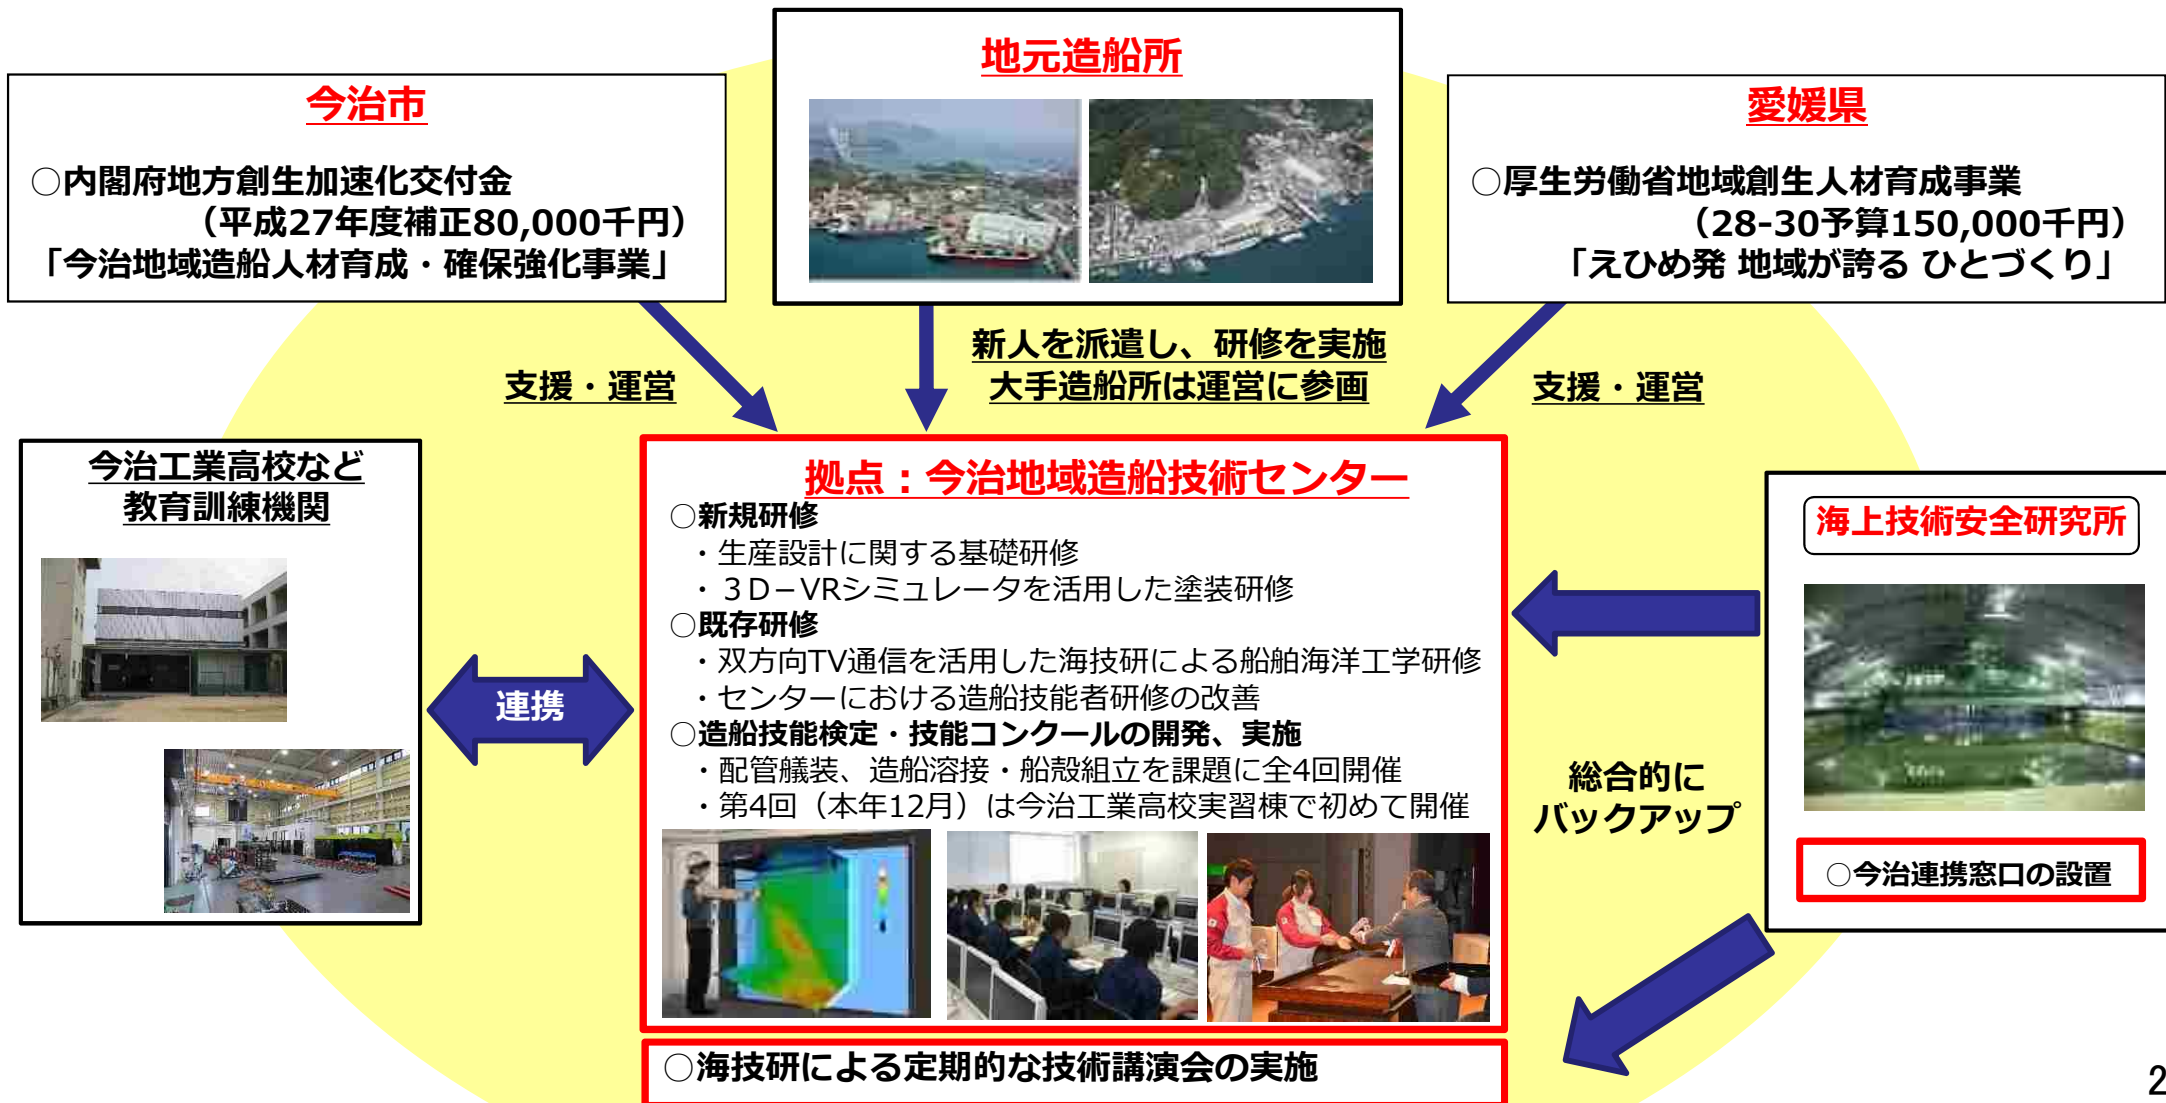 地元造船所
今治市
○内閣府地方創生加速化交付金
（平成27年度補正80,000千円）
「今治地域造船人材育成・確保強化事業」
愛媛県
○厚生労働省地域創生人材育成事業
（28-30予算150,000千円）
「えひめ発 地域が誇る ひとづくり」
支援・運営
新人を派遣し、研修を実施
大手造船所は運営に参画
支援・運営
今治工業高校など
教育訓練機関
連携
拠点：今治地域造船技術センター
○新規研修
・生産設計に関する基礎研修
・３Ｄ−VRシミュレータを活用した塗装研修
○既存研修
・双方向TV通信を活用した海技研による船舶海洋工学研修
・センターにおける造船技能者研修の改善
○造船技能検定・技能コンクールの開発、実施
・配管艤装、造船溶接・船殻組立を課題に全4回開催
・第4回（本年12月）は今治工業高校実習棟で初めて開催
海上技術安全研究所
総合的に
バックアップ
○今治連携窓口の設置
○海技研による定期的な技術講演会の実施
2